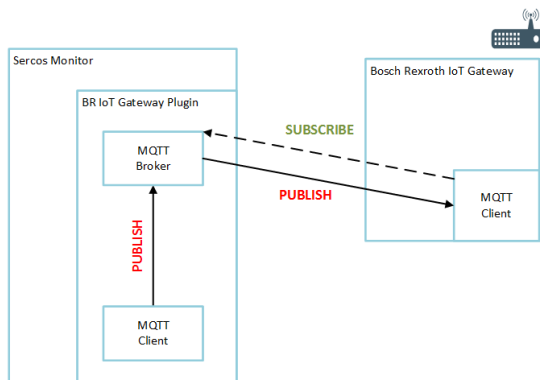 Sercos Monitor
Bosch Rexroth IoT Gateway
BR IoT Gateway Plugin
SUBSCRIBE
MQTT
Broker
PUBLISH
MQTT
Client
PUBLISH
MQTT
Client